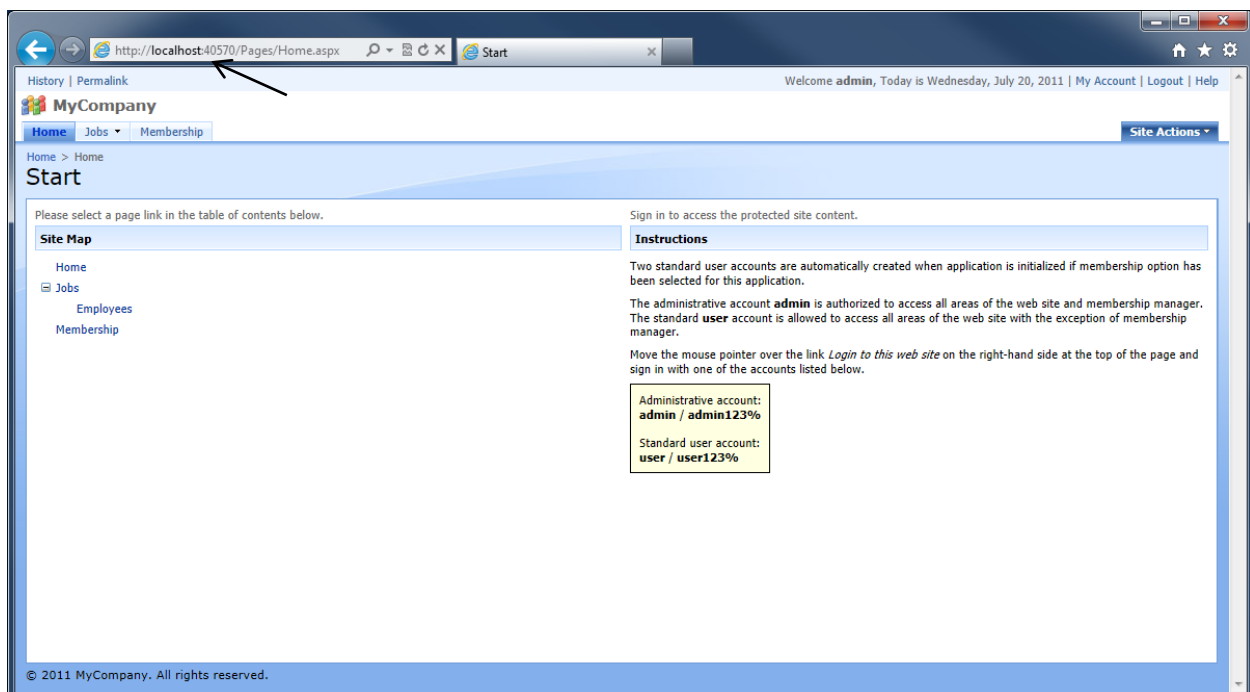 http://localhost:40570/Pages/Home.aspx
Start
History | Permalink
Welcome admin, Today is Wednesday, July 20, 2011 | My Account | Logout | Help
MyCompany
Home Jobs Membership
Site Actions
Home > Home
Start
Please select a page link in the table of contents below.
Site Map
Home
Jobs
Employees
Membership
Sign in to access the protected site content.
Instructions
Two standard user accounts are automatically created when application is initialized if membership option has
been selected for this application.
The administrative account admin is authorized to access all areas of the web site and membership manager.
The standard user account is allowed to access all areas of the web site with the exception of membership
manager.
Move the mouse pointer over the link Login to this web site on the right-hand side at the top of the page and
sign in with one of the accounts listed below.
Administrative account:
admin / admin123%
Standard user account:
user / user123%
© 2011 MyCompany. All rights reserved.